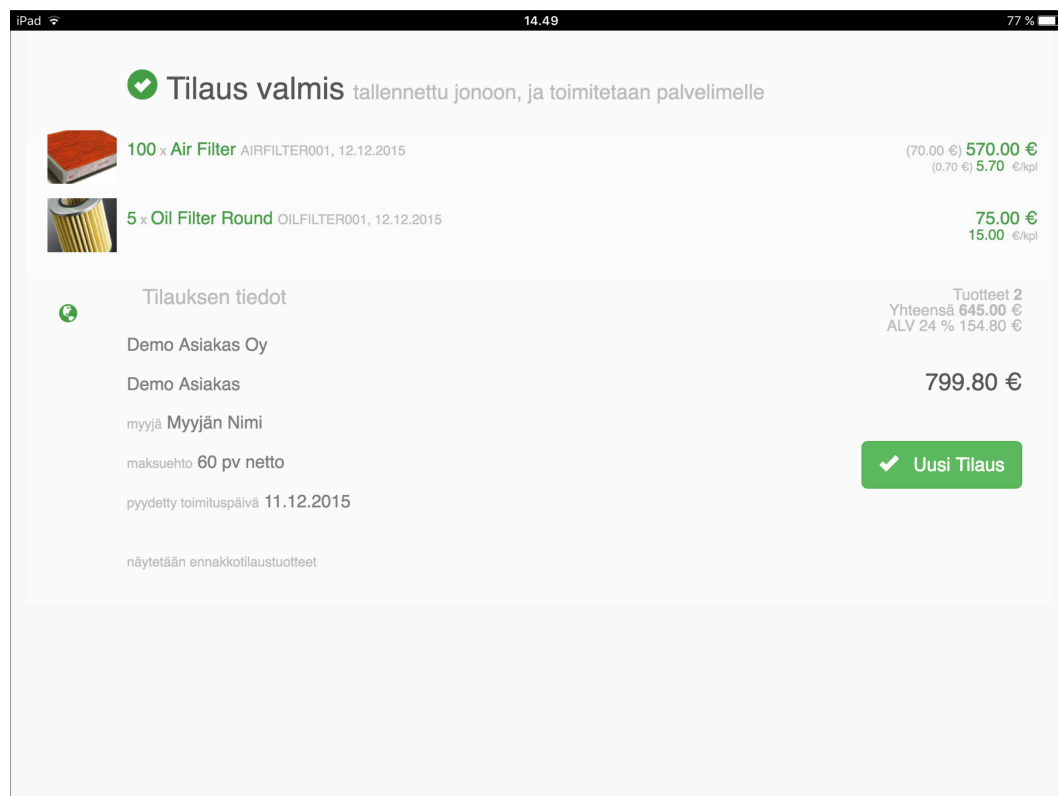 iPad 14.49 77 %
Tilaus valmis tallennettu jonoon, ja toimitetaan palvelimelle
100 x Air Filter AIRFILTER001, 12.12.2015 (70.00 €) 570.00 €
(0.70 €) 5.70 €/kpl
5 x Oil Filter Round OILFILTER001, 12.12.2015 75.00 €
15.00 €/kpl
Tilauksen tiedot
Tuotteet 2
Yhteensä 645.00 €
ALV 24 % 154.80 €
Demo Asiakas Oy
Demo Asiakas
799.80 €
myyjä Myyjän Nimi
maksuehto 60 pv netto
Uusi Tilaus
pyydetty toimituspäivä 11.12.2015
näytetään ennakkotilaustuotteet